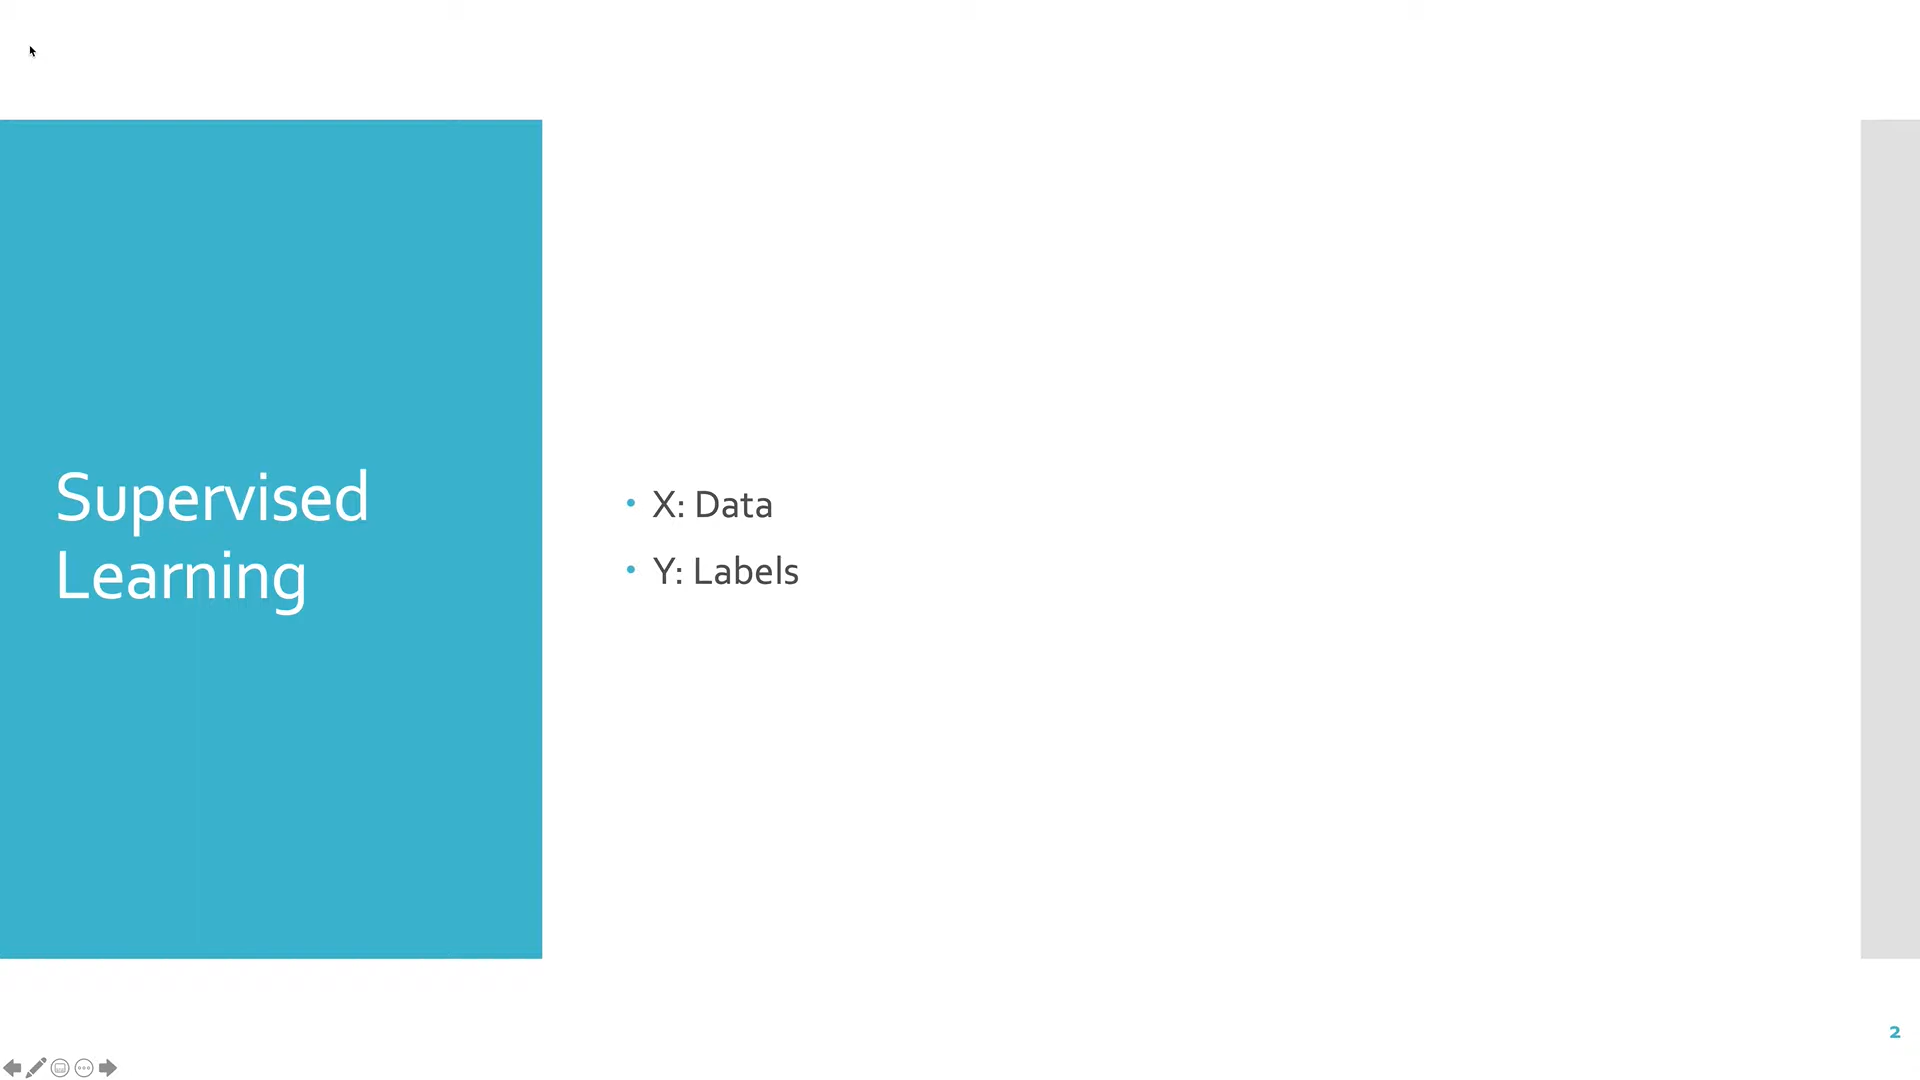 Supervised
Learning
• X: Data
• Y: Labels
2